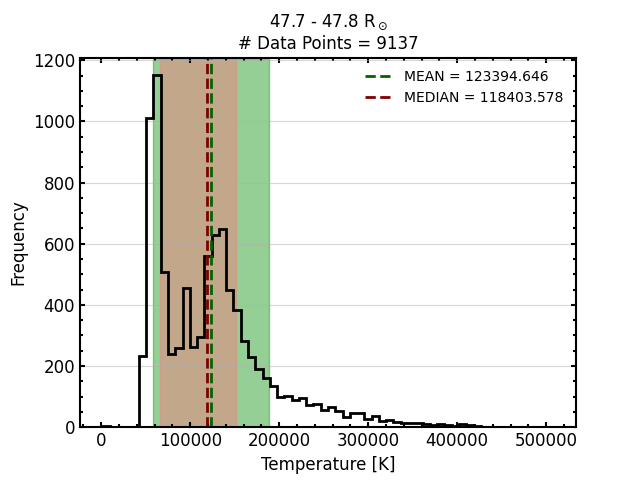 47.7 - 47.8 R⊙
# Data Points = 9137
MEAN = 123394.646
MEDIAN = 118403.578
1200
1000
800
600
400
200
0
Frequency
0 100000 200000 300000 400000 500000
Temperature [K]